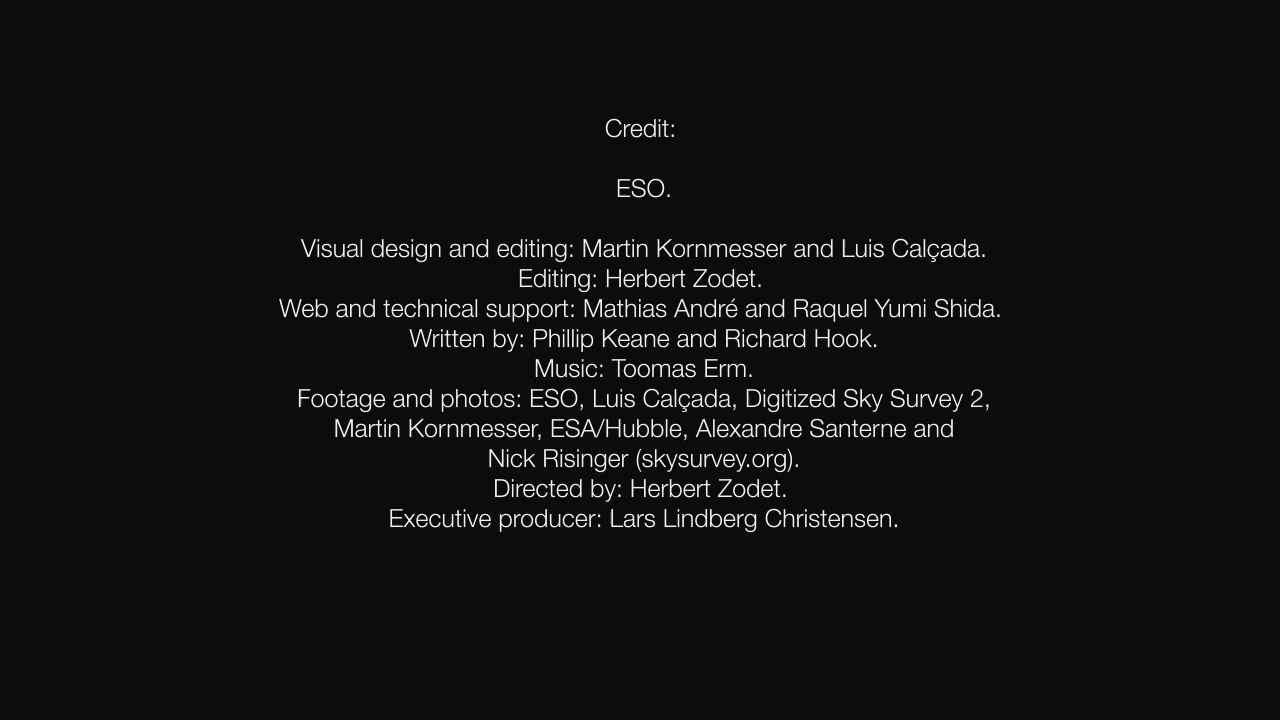 Credit:
ESO.
Visual design and editing: Martin Kornmesser and Luis Calçada.
Editing: Herbert Zodet.
Web and technical support: Mathias André and Raquel Yumi Shida.
Written by: Phillip Keane and Richard Hook.
Music: Toomas Erm.
Footage and photos: ESO, Luis Calçada, Digitized Sky Survey 2,
Martin Kornmesser, ESA/Hubble, Alexandre Santerne and
Nick Risinger (skysurvey.org).
Directed by: Herbert Zodet.
Executive producer: Lars Lindberg Christensen.